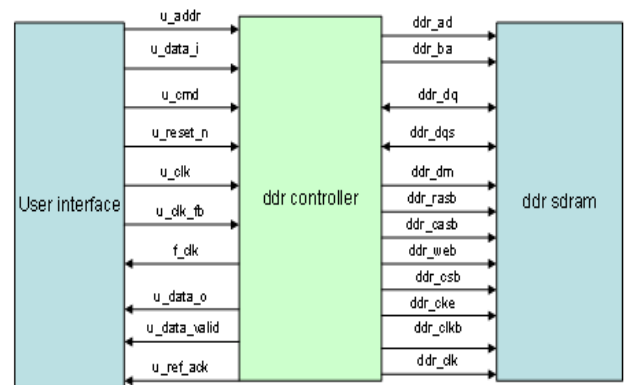 u_addr
u_data_i
u_cmd
u_reset_n
u_clk
u_clk_fb
f_clk
u_data_o
u_data_valid
u_ref_ack
User interface
ddr controller
ddr sdram
ddr_ad
ddr_ba
ddr_dq
ddr_dqs
ddr_dm
ddr_rasb
ddr_casb
ddr_web
ddr_csb
ddr_cke
ddr_clkb
ddr_clk